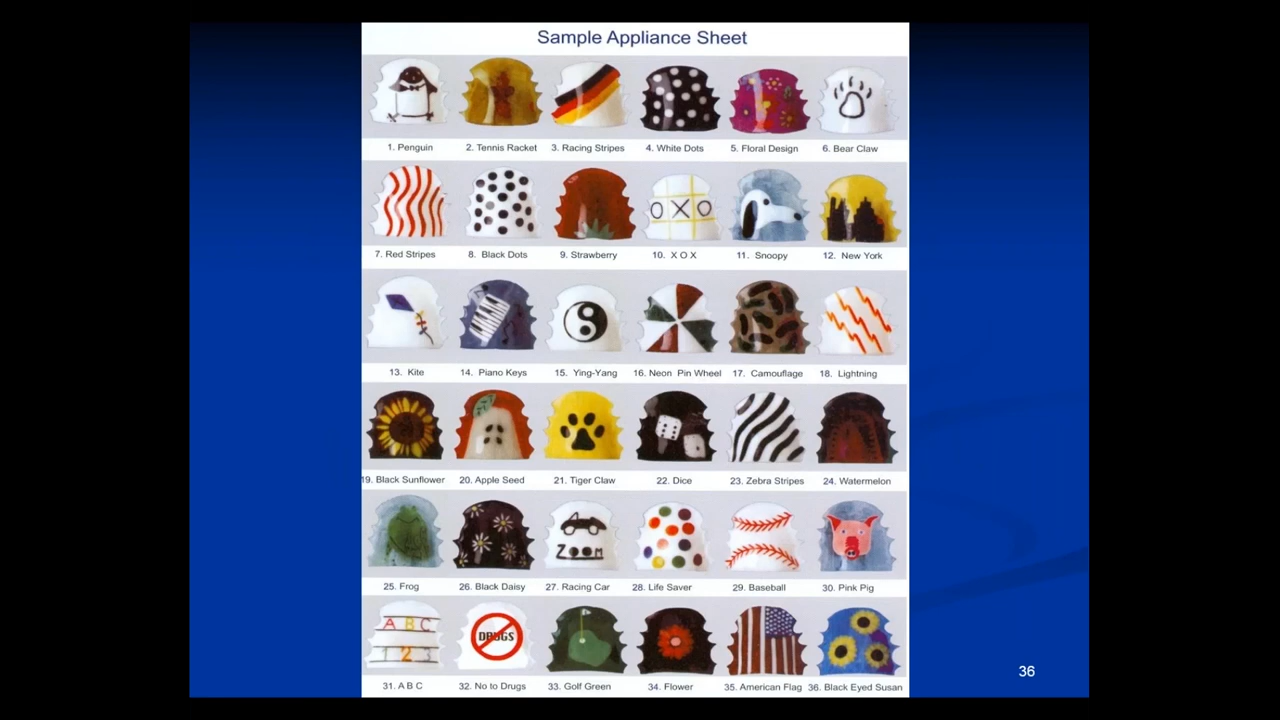 Sample Appliance Sheet
1. Penguin 2. Tennis Racket 3. Racing Stripes 4. White Dots 5. Floral Design 6. Bear Claw
OXO
7. Red Stripes 8. Black Dots 9. Strawberry 10. X O X 11. Snoopy 12. New York
13. Kite 14. Piano Keys 15. Ying-Yang 16. Neon Pin Wheel 17. Camouflage 18. Lightning
19. Black Sunflower 20. Apple Seed 21. Tiger Claw 22. Dice 23. Zebra Stripes 24. Watermelon
ZOOM
25. Frog 26. Black Daisy 27. Racing Car 28. Life Saver 29. Baseball 30. Pink Pig
A B C
1 2 3
DRUGS
36
31. A B C 32. No to Drugs 33. Golf Green 34. Flower 35. American Flag 36. Black Eyed Susan